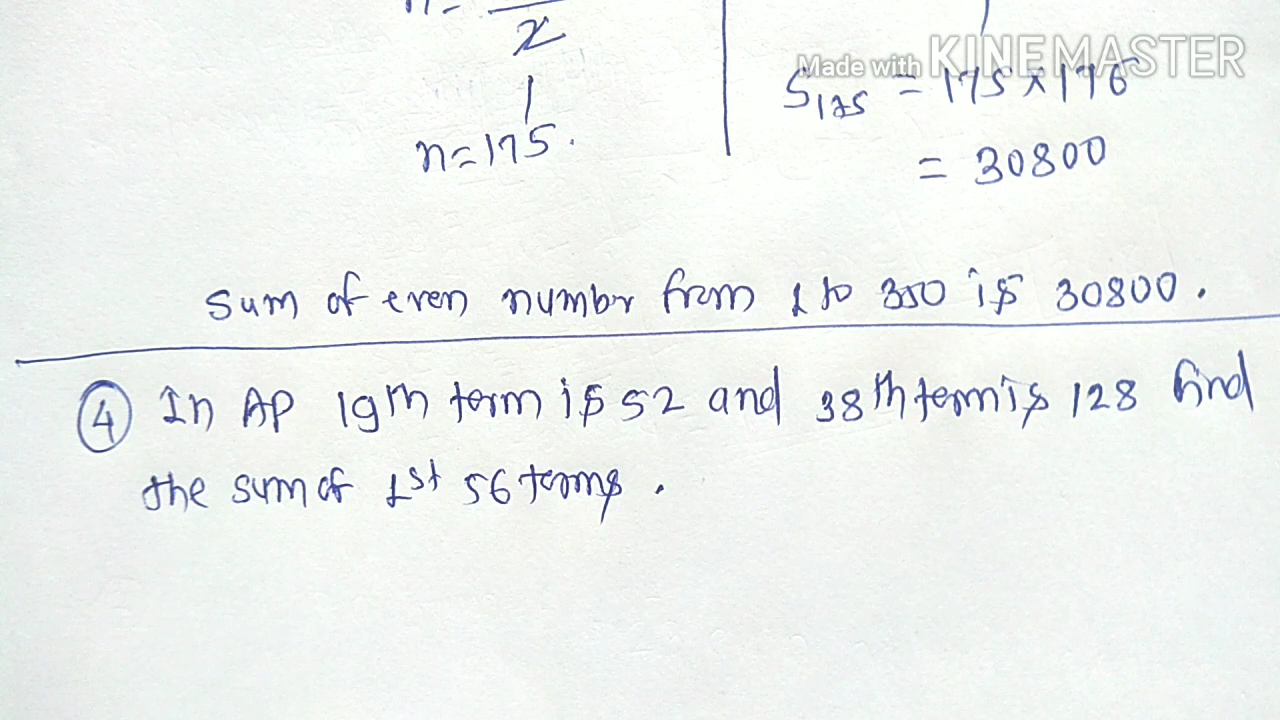 n=
2
n=175.
Made with KINEMASTER
S175 = 175×176
= 30800
sum of even number from 1 to 350 is 30800.
④ In AP 19th term is 52 and 38th term is 128 find
the sum of 1st 56 terms.